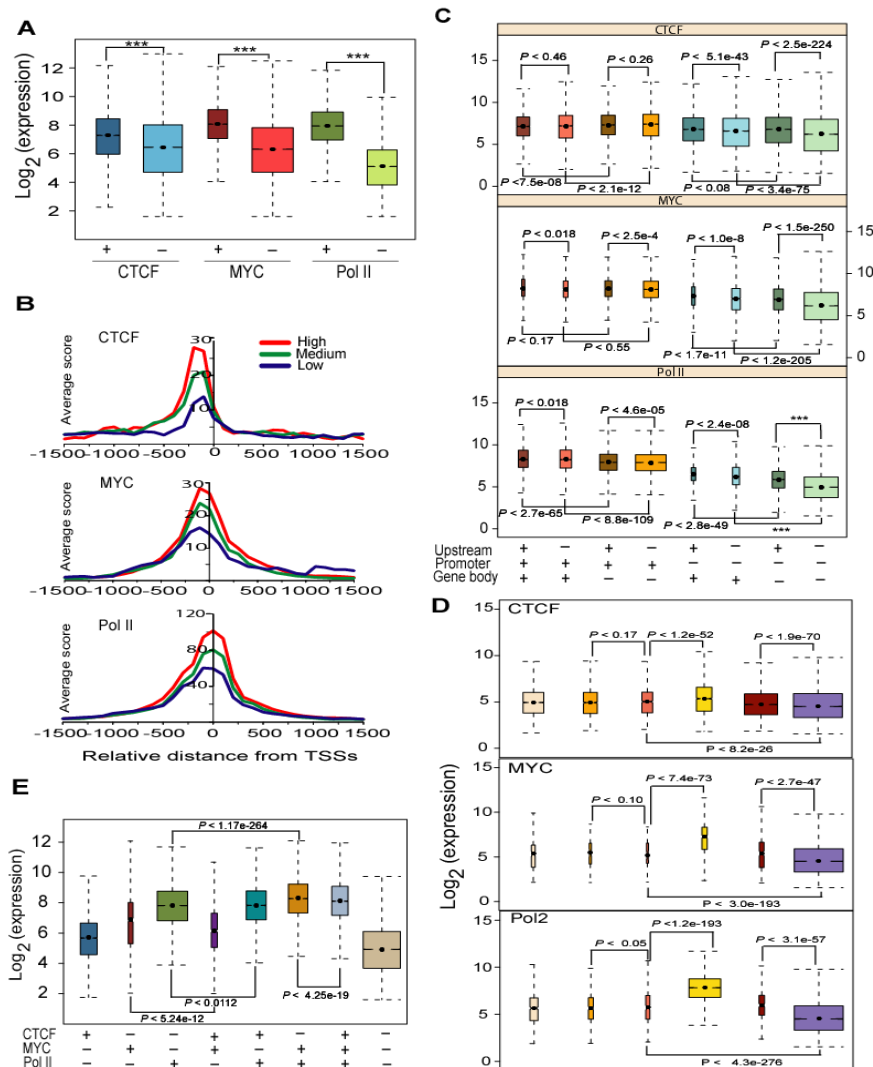 A
Log2 (expression)
12
10
8
6
4
2
***
***
***
+ − + − + −
CTCF MYC Pol II
B
CTCF
Average score
30
20
10
High
Medium
Low
-1500 -1000 -500 0 500 1000 1500
MYC
Average score
30
20
10
-1500 -1000 -500 0 500 1000 1500
Pol II
Average score
120
80
40
-1500 -1000 -500 0 500 1000 1500
Relative distance from TSSs
C
CTCF
15
10
5
0
P < 0.46
P < 0.26
P < 5.1e-43
P < 2.5e-224
P <7.5e-08
P < 2.1e-12
P < 0.08
P < 3.4e-75
MYC
15
10
5
0
P < 0.018
P < 2.5e-4
P < 1.0e-8
P < 1.5e-250
P < 0.17
P < 0.55
P < 1.7e-11
P < 1.2e-205
Pol II
15
10
5
0
P < 0.018
P < 4.6e-05
P < 2.4e-08
***
P < 2.7e-65
P < 8.8e-109
P < 2.8e-49
***
Upstream + − + − + − + −
Promoter + + + + − − − −
Gene body + + − − + + − −
D
Log2 (expression)
CTCF
15
10
5
0
P < 0.17
P < 1.2e-52
P < 1.9e-70
P < 8.2e-26
MYC
15
10
5
0
P < 0.10
P < 7.4e-73
P < 2.7e-47
P < 3.0e-193
Pol2
15
10
5
0
P < 0.05
P <1.2e-193
P < 3.1e-57
P < 4.3e-276
E
Log2 (expression)
12
10
8
6
4
2
P < 1.17e-264
P < 5.24e-12
P < 0.0112
P < 4.25e-19
CTCF + − − + + − + −
MYC − + − + − + + −
Pol II − − + − + + + −